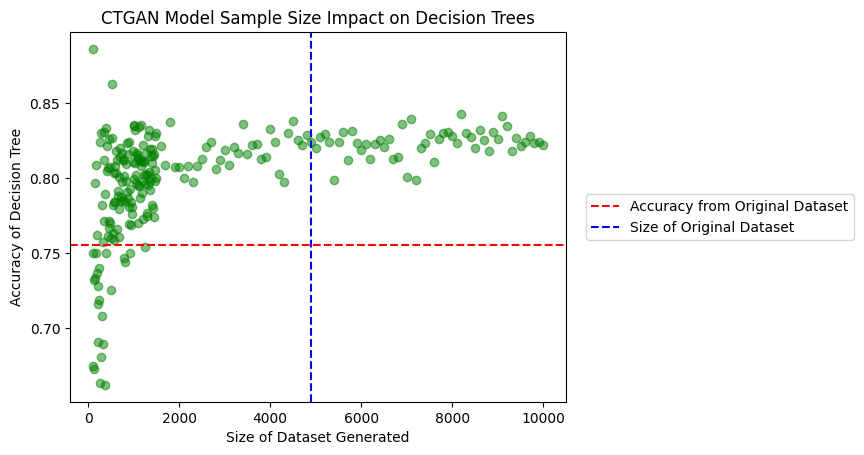 CTGAN Model Sample Size Impact on Decision Trees
Accuracy of Decision Tree
0.85
0.80
0.75
0.70
0
2000
4000
6000
8000
10000
Size of Dataset Generated
Accuracy from Original Dataset
Size of Original Dataset